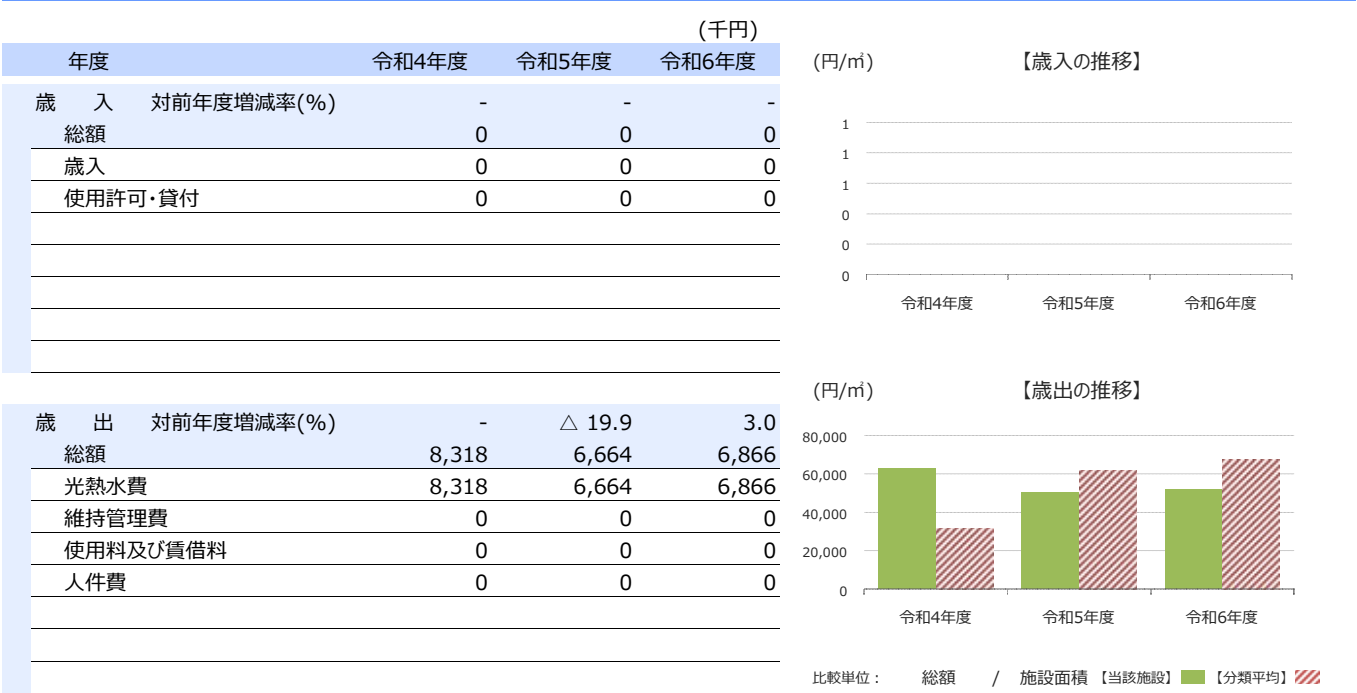 (千円)
年度 令和4年度 令和5年度 令和6年度
歳 入 対前年度増減率(%) - - -
総額 0 0 0
歳入 0 0 0
使用許可・貸付 0 0 0
歳 出 対前年度増減率(%) - △ 19.9 3.0
総額 8,318 6,664 6,866
光熱水費 8,318 6,664 6,866
維持管理費 0 0 0
使用料及び賃借料 0 0 0
人件費 0 0 0
(円/㎡) 【歳入の推移】
1
1
1
0
0
0
令和4年度 令和5年度 令和6年度
(円/㎡) 【歳出の推移】
80,000
60,000
40,000
20,000
0
令和4年度 令和5年度 令和6年度
比較単位: 総額 / 施設面積 【当該施設】 【分類平均】